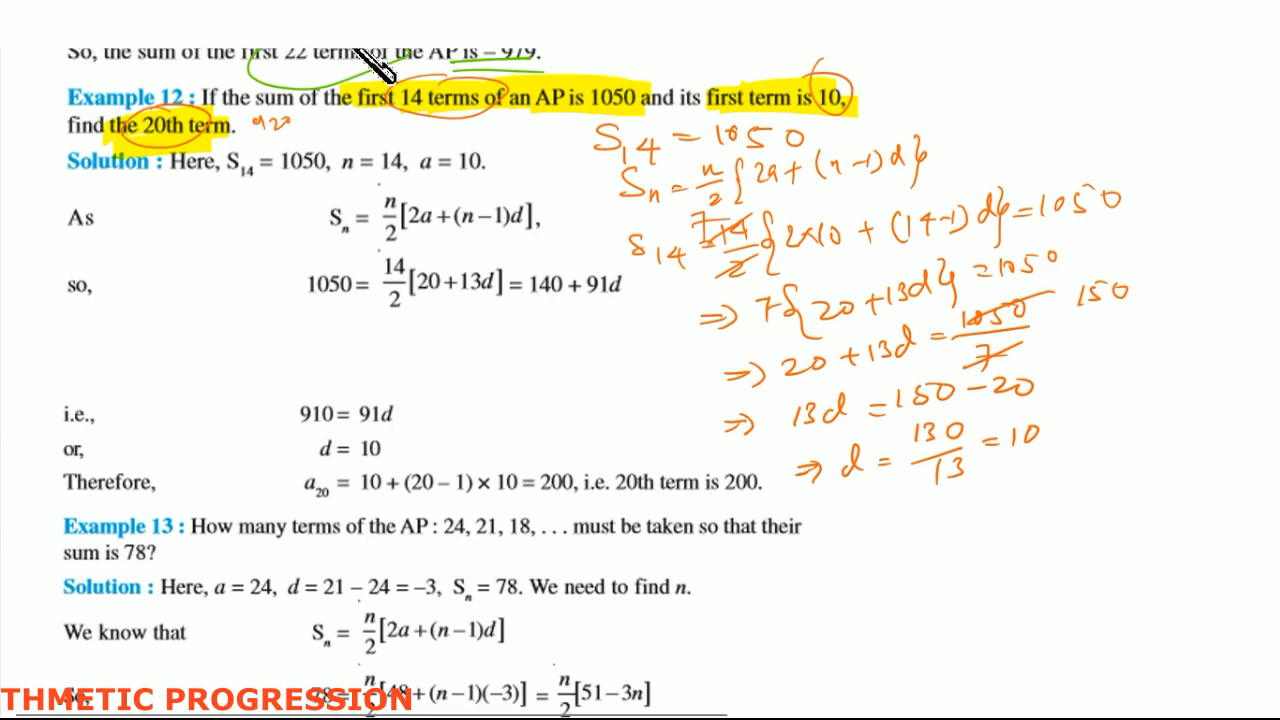 So, the sum of the first 22 terms of the AP is – 979.
Example 12 : If the sum of the first 14 terms of an AP is 1050 and its first term is 10,
find the 20th term. a20
Solution : Here, S14 = 1050, n = 14, a = 10.
As Sn = n/2 [2a + (n – 1)d],
so, 1050 = 14/2 [20 + 13d] = 140 + 91d
i.e., 910 = 91d
or, d = 10
Therefore, a20 = 10 + (20 – 1) × 10 = 200, i.e. 20th term is 200.
S14 = 1050
Sn = n/2 {2a + (n-1)d}
S14 = 14/2 7 {2×10 + (14-1)d} = 1050
⇒ 7{20 + 13d} = 1050
⇒ 20 + 13d = 1050/7 150
⇒ 13d = 150 - 20
⇒ d = 130/13 = 10
Example 13 : How many terms of the AP : 24, 21, 18, . . . must be taken so that their
sum is 78?
Solution : Here, a = 24, d = 21 – 24 = –3, Sn = 78. We need to find n.
We know that Sn = n/2 [2a + (n – 1)d]
So, 78 = n/2 [48 + (n – 1)(–3)] = n/2 [51 – 3n]
THMETIC PROGRESSION